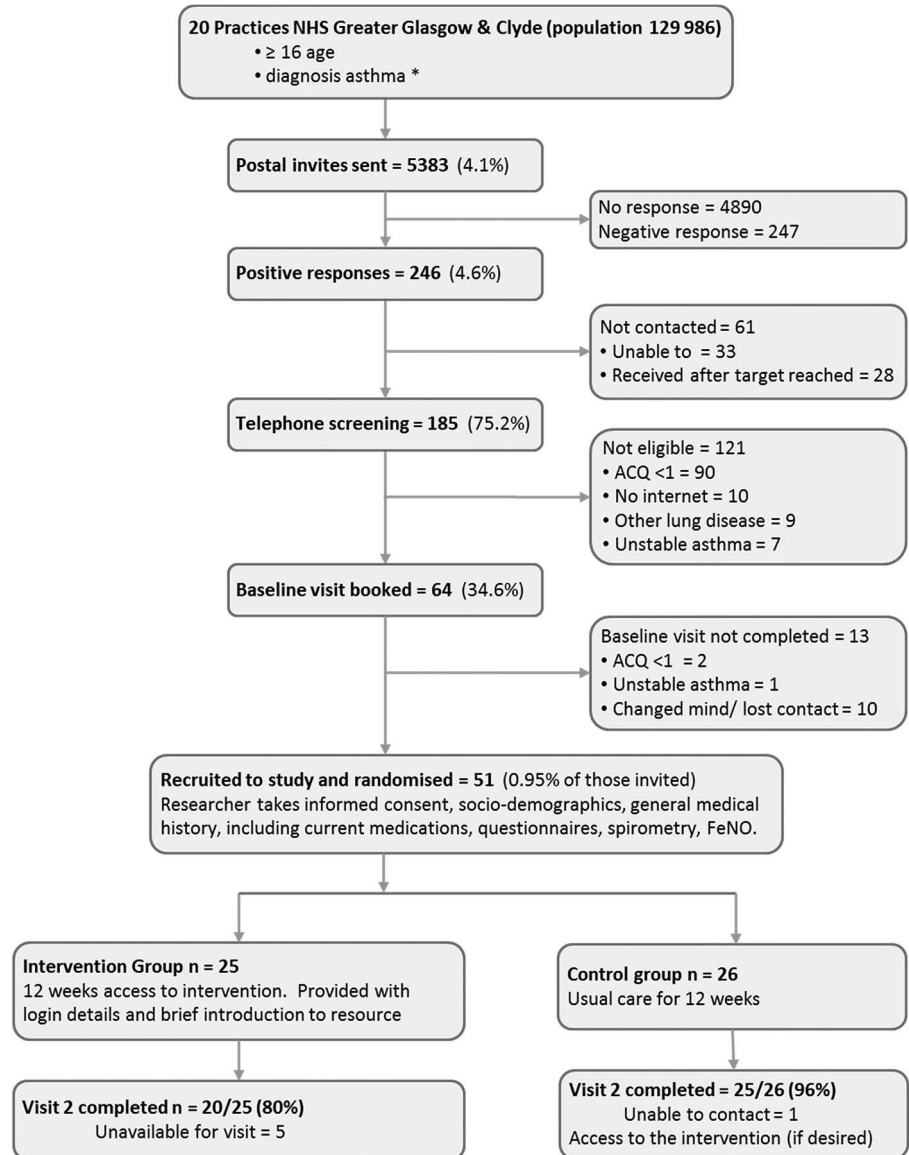 20 Practices NHS Greater Glasgow & Clyde (population 129 986)
• ≥ 16 age
• diagnosis asthma *
Postal invites sent = 5383 (4.1%)
No response = 4890
Negative response = 247
Positive responses = 246 (4.6%)
Not contacted = 61
• Unable to = 33
• Received after target reached = 28
Telephone screening = 185 (75.2%)
Not eligible = 121
• ACQ <1 = 90
• No internet = 10
• Other lung disease = 9
• Unstable asthma = 7
Baseline visit booked = 64 (34.6%)
Baseline visit not completed = 13
• ACQ <1 = 2
• Unstable asthma = 1
• Changed mind/ lost contact = 10
Recruited to study and randomised = 51 (0.95% of those invited)
Researcher takes informed consent, socio-demographics, general medical
history, including current medications, questionnaires, spirometry, FeNO.
Intervention Group n = 25
12 weeks access to intervention. Provided with
login details and brief introduction to resource
Control group n = 26
Usual care for 12 weeks
Visit 2 completed n = 20/25 (80%)
Unavailable for visit = 5
Visit 2 completed = 25/26 (96%)
Unable to contact = 1
Access to the intervention (if desired)